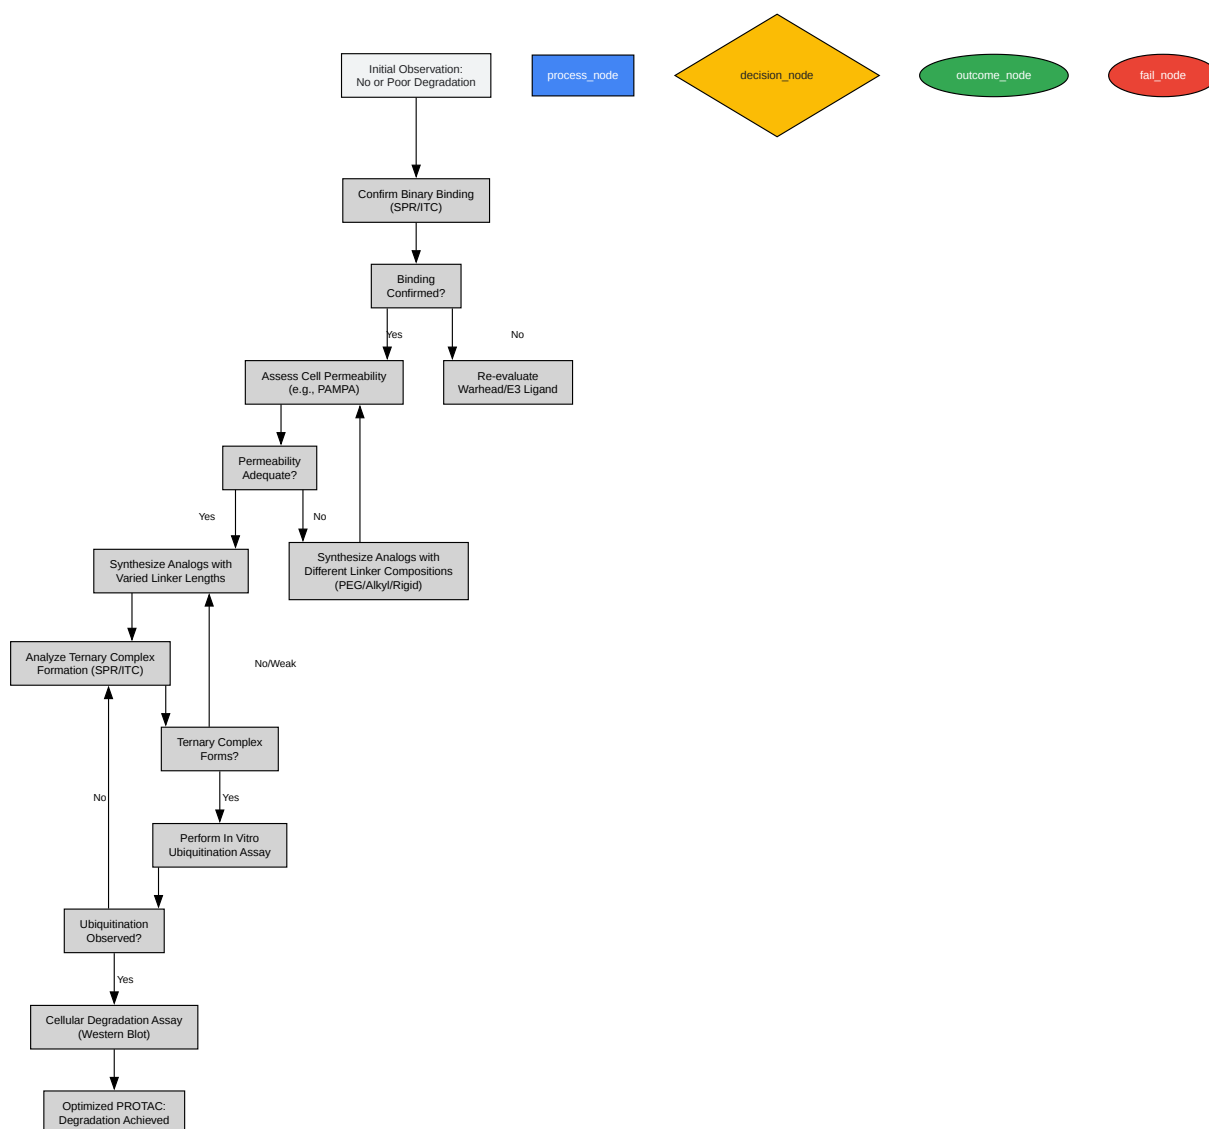 Initial Observation:
No or Poor Degradation
process_node
decision_node
outcome_node
fail_node
Confirm Binary Binding
(SPR/ITC)
Binding
Confirmed?
Yes
No
Assess Cell Permeability
(e.g., PAMPA)
Re-evaluate
Warhead/E3 Ligand
Permeability
Adequate?
Yes
No
Synthesize Analogs with
Varied Linker Lengths
Synthesize Analogs with
Different Linker Compositions
(PEG/Alkyl/Rigid)
Analyze Ternary Complex
Formation (SPR/ITC)
No/Weak
Ternary Complex
Forms?
No
Yes
Perform In Vitro
Ubiquitination Assay
Ubiquitination
Observed?
Yes
Cellular Degradation Assay
(Western Blot)
Optimized PROTAC:
Degradation Achieved